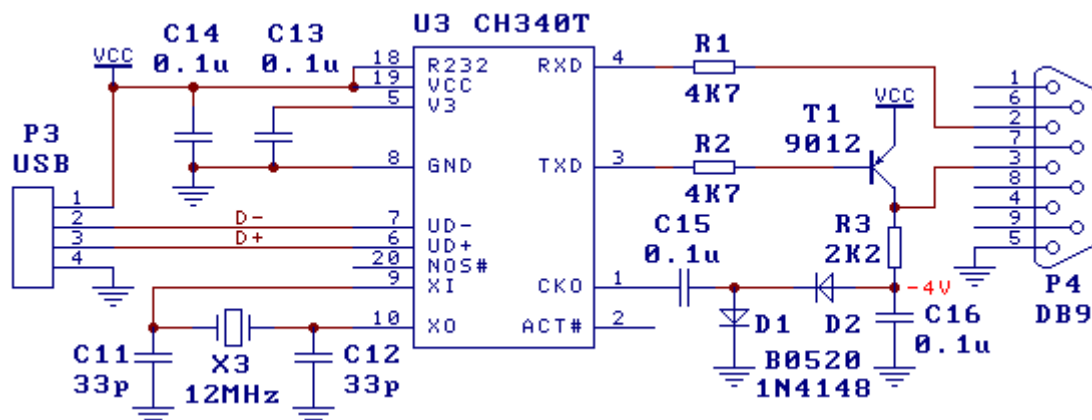 U3 CH340T
C14
0.1u
C13
0.1u
VCC
P3
USB
1
2
3
4
D-
D+
18
19
5
8
7
6
20
9
10
R232
VCC
V3
GND
UD-
UD+
NOS#
XI
XO
RXD
TXD
CKO
ACT#
4
3
1
2
C11
33p
X3
12MHz
C12
33p
R1
4K7
R2
4K7
T1
9012
VCC
C15
0.1u
R3
2K2
-4V
D1
D2
B0520
1N4148
C16
0.1u
1
6
2
7
3
8
4
9
5
P4
DB9